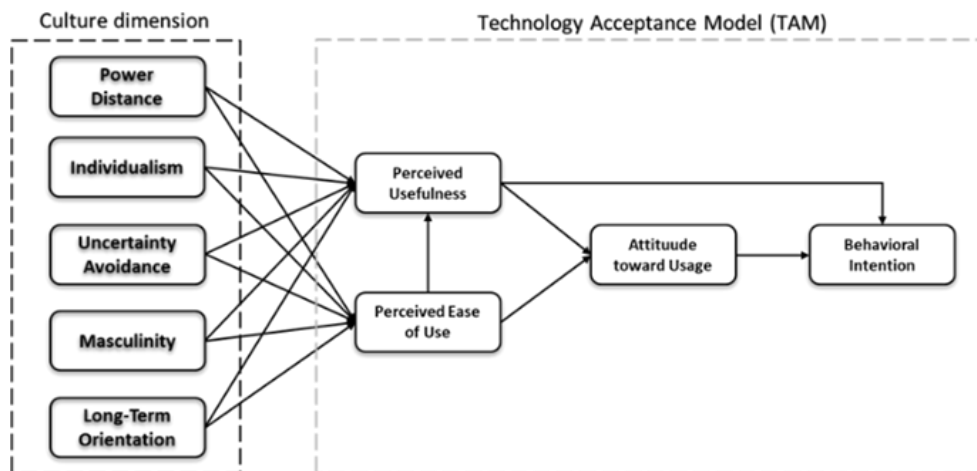 Culture dimension
Technology Acceptance Model (TAM)
Power
Distance
Individualism
Uncertainty
Avoidance
Masculinity
Long-Term
Orientation
Perceived
Usefulness
Perceived Ease
of Use
Attituude
toward Usage
Behavioral
Intention